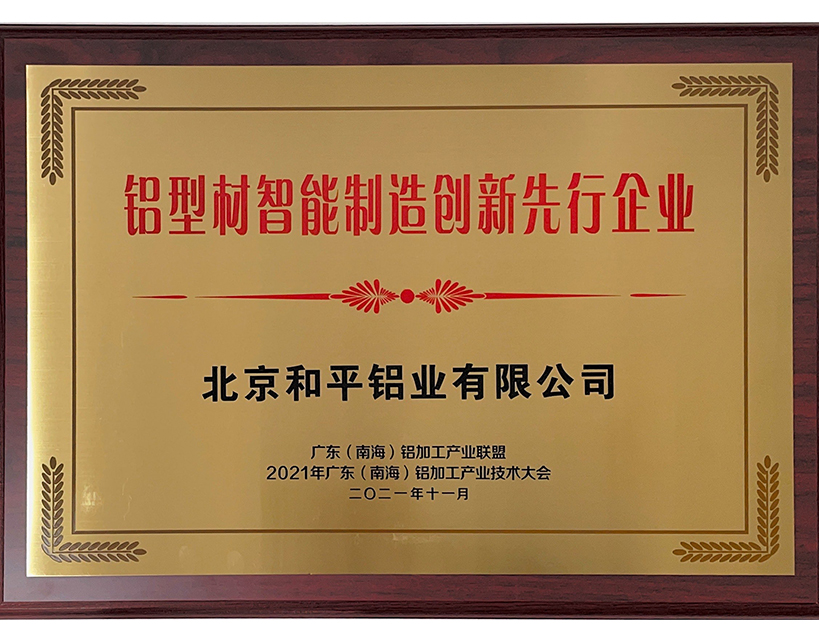 铝型材智能制造创新先行企业
北京和平铝业有限公司
广东（南海）铝加工产业联盟
2021年广东（南海）铝加工产业技术大会
二〇二一年十一月